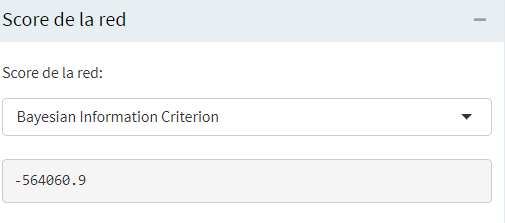 Score de la red
Score de la red:
Bayesian Information Criterion
-564060.9